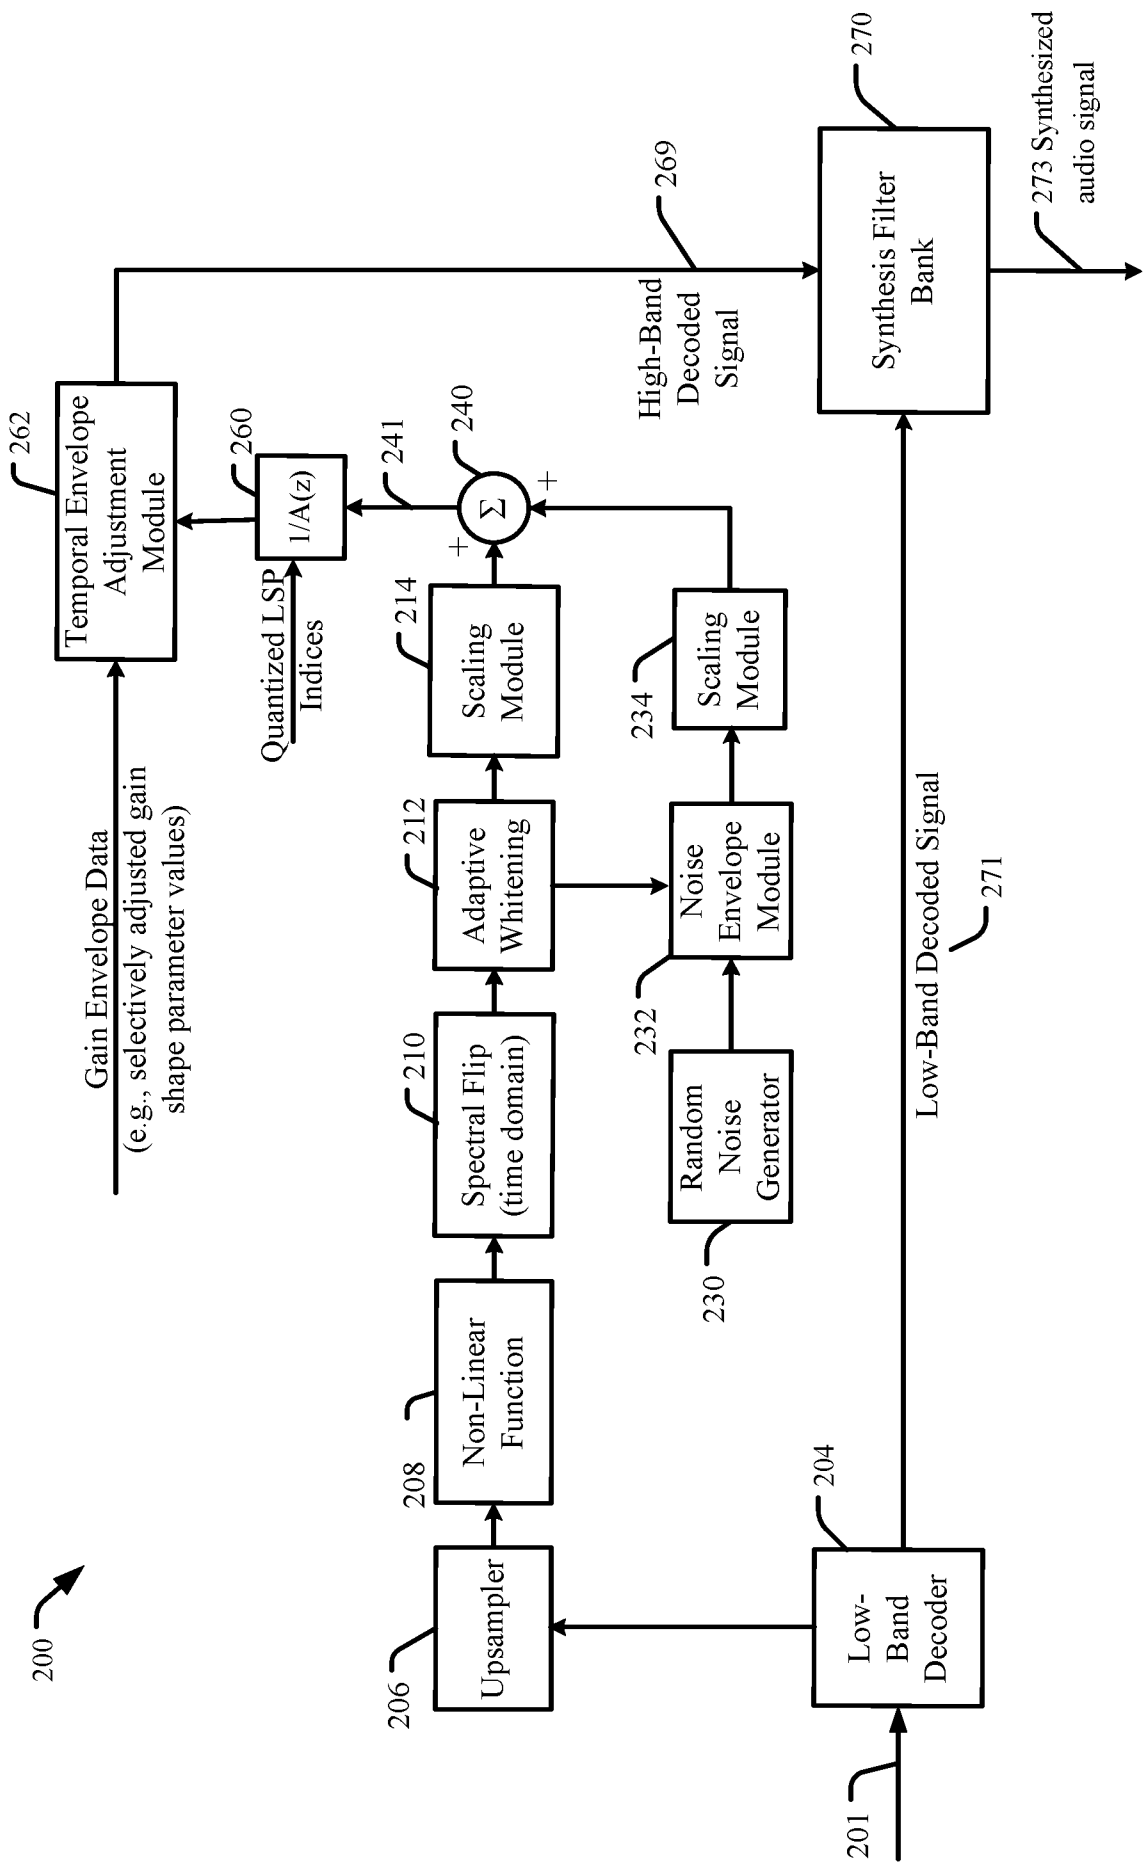 200
Gain Envelope Data
(e.g., selectively adjusted gain
shape parameter values)
262
Temporal Envelope
Adjustment
Module
Quantized LSP
Indices
260
1/A(z)
241
206
Upsampler
208
Non-Linear
Function
210
Spectral Flip
(time domain)
212
Adaptive
Whitening
214
Scaling
Module
240
Σ
+
+
230
Random
Noise
Generator
232
Noise
Envelope
Module
234
Scaling
Module
High-Band
Decoded
Signal
269
201
204
Low-
Band
Decoder
Low-Band Decoded Signal
271
270
Synthesis Filter
Bank
273 Synthesized
audio signal